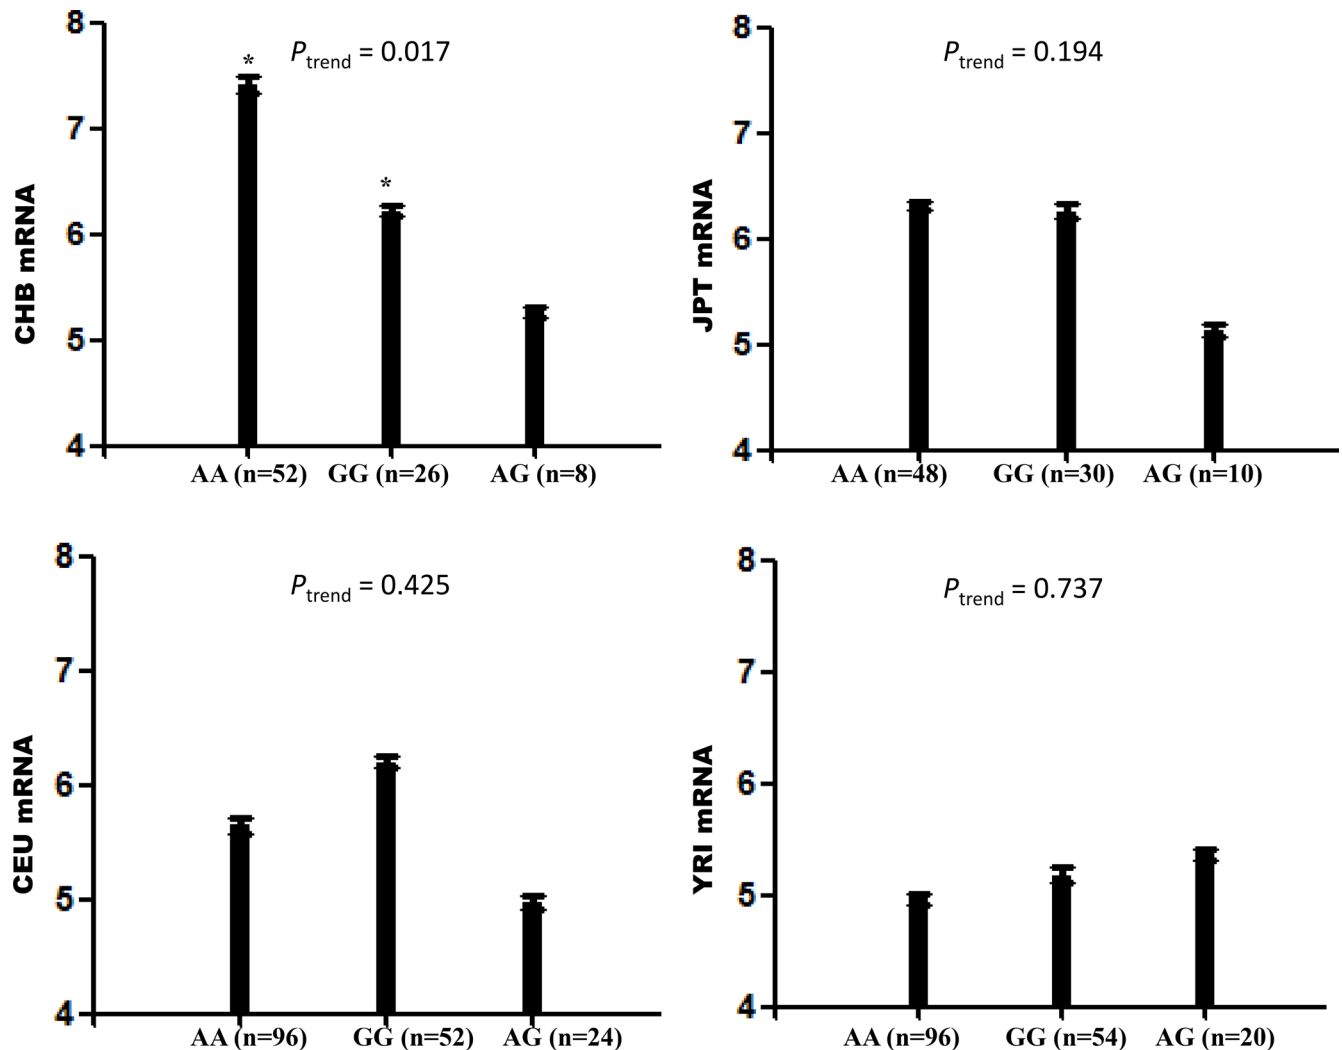 CHB mRNA
8
7
6
5
4
P trend = 0.017
*
*
AA (n=52) GG (n=26) AG (n=8)
JPT mRNA
8
7
6
5
4
P trend = 0.194
AA (n=48) GG (n=30) AG (n=10)
CEU mRNA
8
7
6
5
4
P trend = 0.425
AA (n=96) GG (n=52) AG (n=24)
YRI mRNA
8
7
6
5
4
P trend = 0.737
AA (n=96) GG (n=54) AG (n=20)